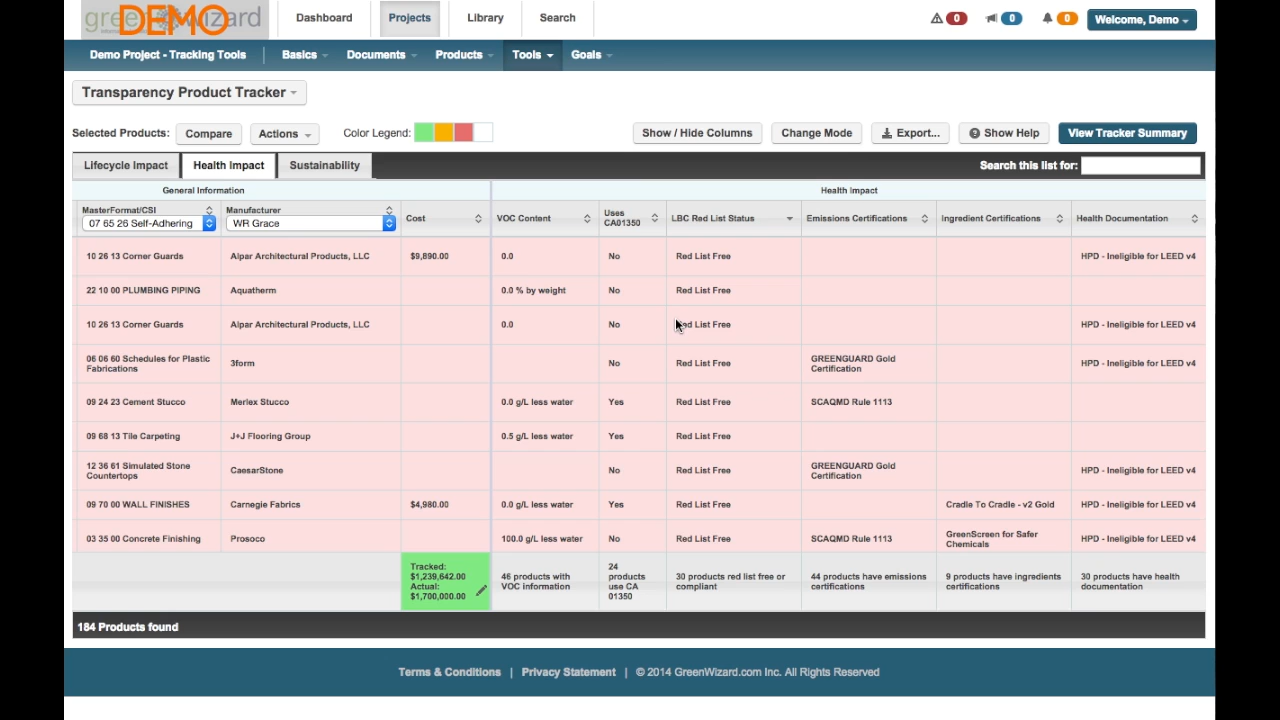 greenwizard DEMO
Dashboard Projects Library Search 0 0 0 Welcome, Demo
Demo Project - Tracking Tools Basics Documents Products Tools Goals
Transparency Product Tracker
Selected Products: Compare Actions Color Legend: Show / Hide Columns Change Mode Export... Show Help View Tracker Summary
Lifecycle Impact Health Impact Sustainability Search this list for:
General Information Health Impact
MasterFormat/CSI Manufacturer Cost VOC Content Uses CA01350 LBC Red List Status Emissions Certifications Ingredient Certifications Health Documentation
07 65 26 Self-Adhering WR Grace
10 26 13 Corner Guards Alpar Architectural Products, LLC $9,890.00 0.0 No Red List Free HPD - Ineligible for LEED v4
22 10 00 PLUMBING PIPING Aquatherm 0.0 % by weight No Red List Free
10 26 13 Corner Guards Alpar Architectural Products, LLC 0.0 No Red List Free HPD - Ineligible for LEED v4
06 06 60 Schedules for Plastic Fabrications 3form No Red List Free GREENGUARD Gold Certification HPD - Ineligible for LEED v4
09 24 23 Cement Stucco Merlex Stucco 0.0 g/L less water Yes Red List Free SCAQMD Rule 1113
09 68 13 Tile Carpeting J+J Flooring Group 0.5 g/L less water Yes Red List Free
12 36 61 Simulated Stone Countertops CaesarStone No Red List Free GREENGUARD Gold Certification HPD - Ineligible for LEED v4
09 70 00 WALL FINISHES Carnegie Fabrics $4,980.00 0.0 g/L less water Yes Red List Free Cradle To Cradle - v2 Gold HPD - Ineligible for LEED v4
03 35 00 Concrete Finishing Prosoco 100.0 g/L less water No Red List Free SCAQMD Rule 1113 GreenScreen for Safer Chemicals HPD - Ineligible for LEED v4
Tracked: $1,239,642.00 Actual: $1,700,000.00 46 products with VOC information 24 products use CA 01350 30 products red list free or compliant 44 products have emissions certifications 9 products have ingredients certifications 30 products have health documentation
184 Products found
Terms & Conditions | Privacy Statement | © 2014 GreenWizard.com Inc. All Rights Reserved